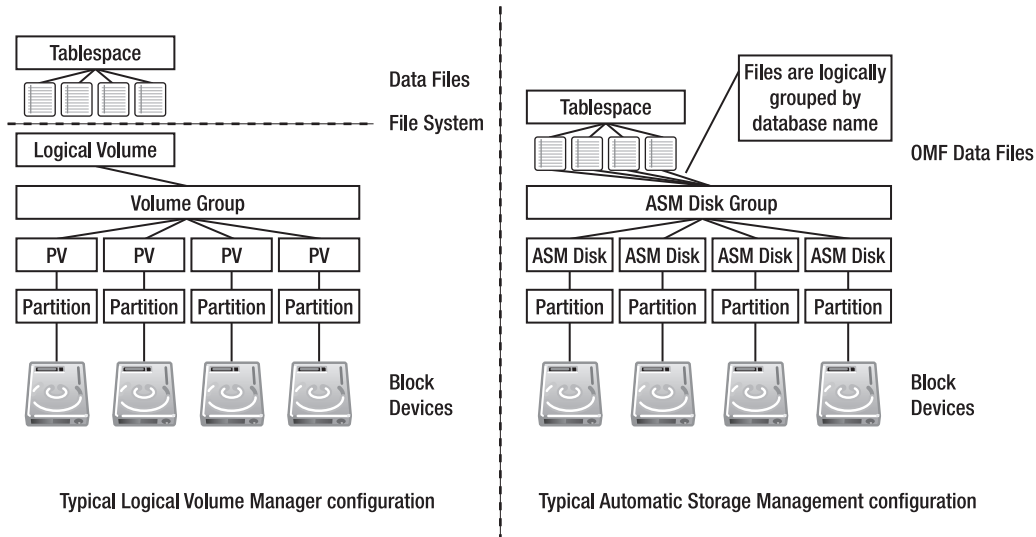 Tablespace
Data Files
File System
Logical Volume
Volume Group
PV PV PV PV
Partition Partition Partition Partition
Block
Devices
Typical Logical Volume Manager configuration
Files are logically
grouped by
database name
Tablespace
OMF Data Files
ASM Disk Group
ASM Disk ASM Disk ASM Disk ASM Disk
Partition Partition Partition Partition
Block
Devices
Typical Automatic Storage Management configuration